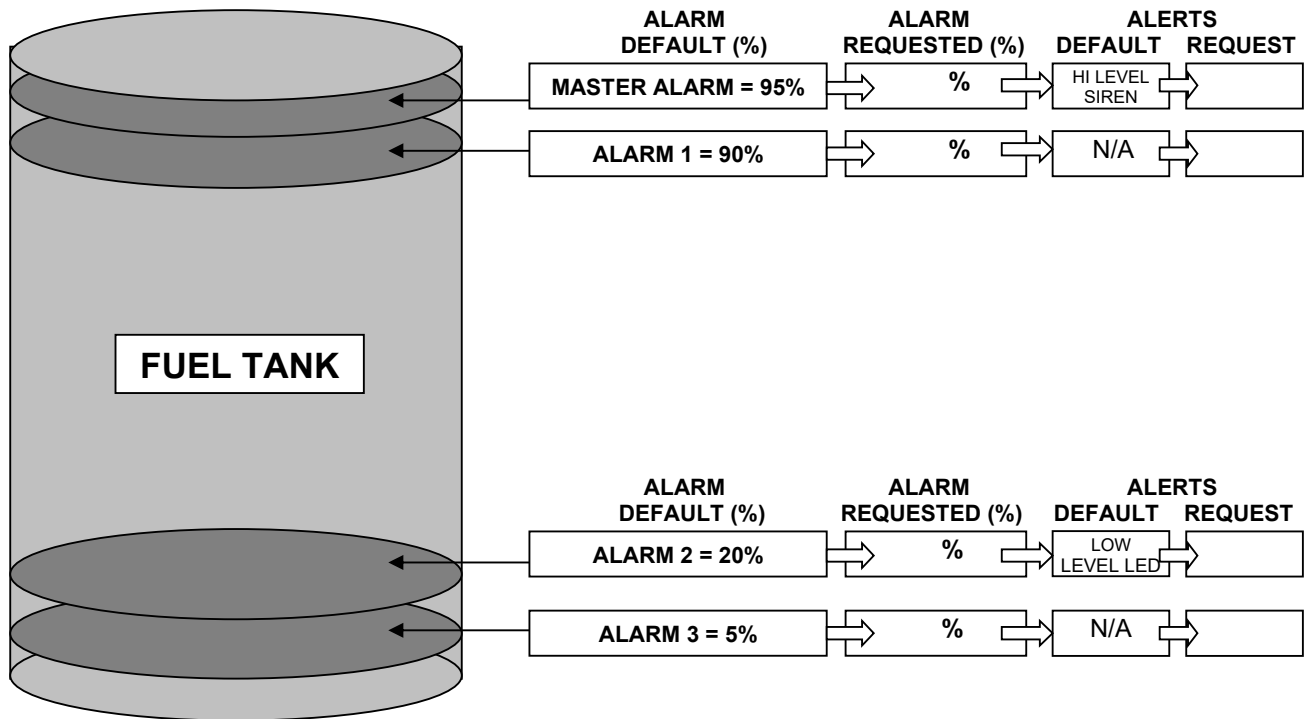 ALARM ALARM ALERTS
DEFAULT (%) REQUESTED (%) DEFAULT REQUEST
MASTER ALARM = 95% % HI LEVEL
SIREN
ALARM 1 = 90% % N/A
FUEL TANK
ALARM ALARM ALERTS
DEFAULT (%) REQUESTED (%) DEFAULT REQUEST
ALARM 2 = 20% % LOW
LEVEL LED
ALARM 3 = 5% % N/A